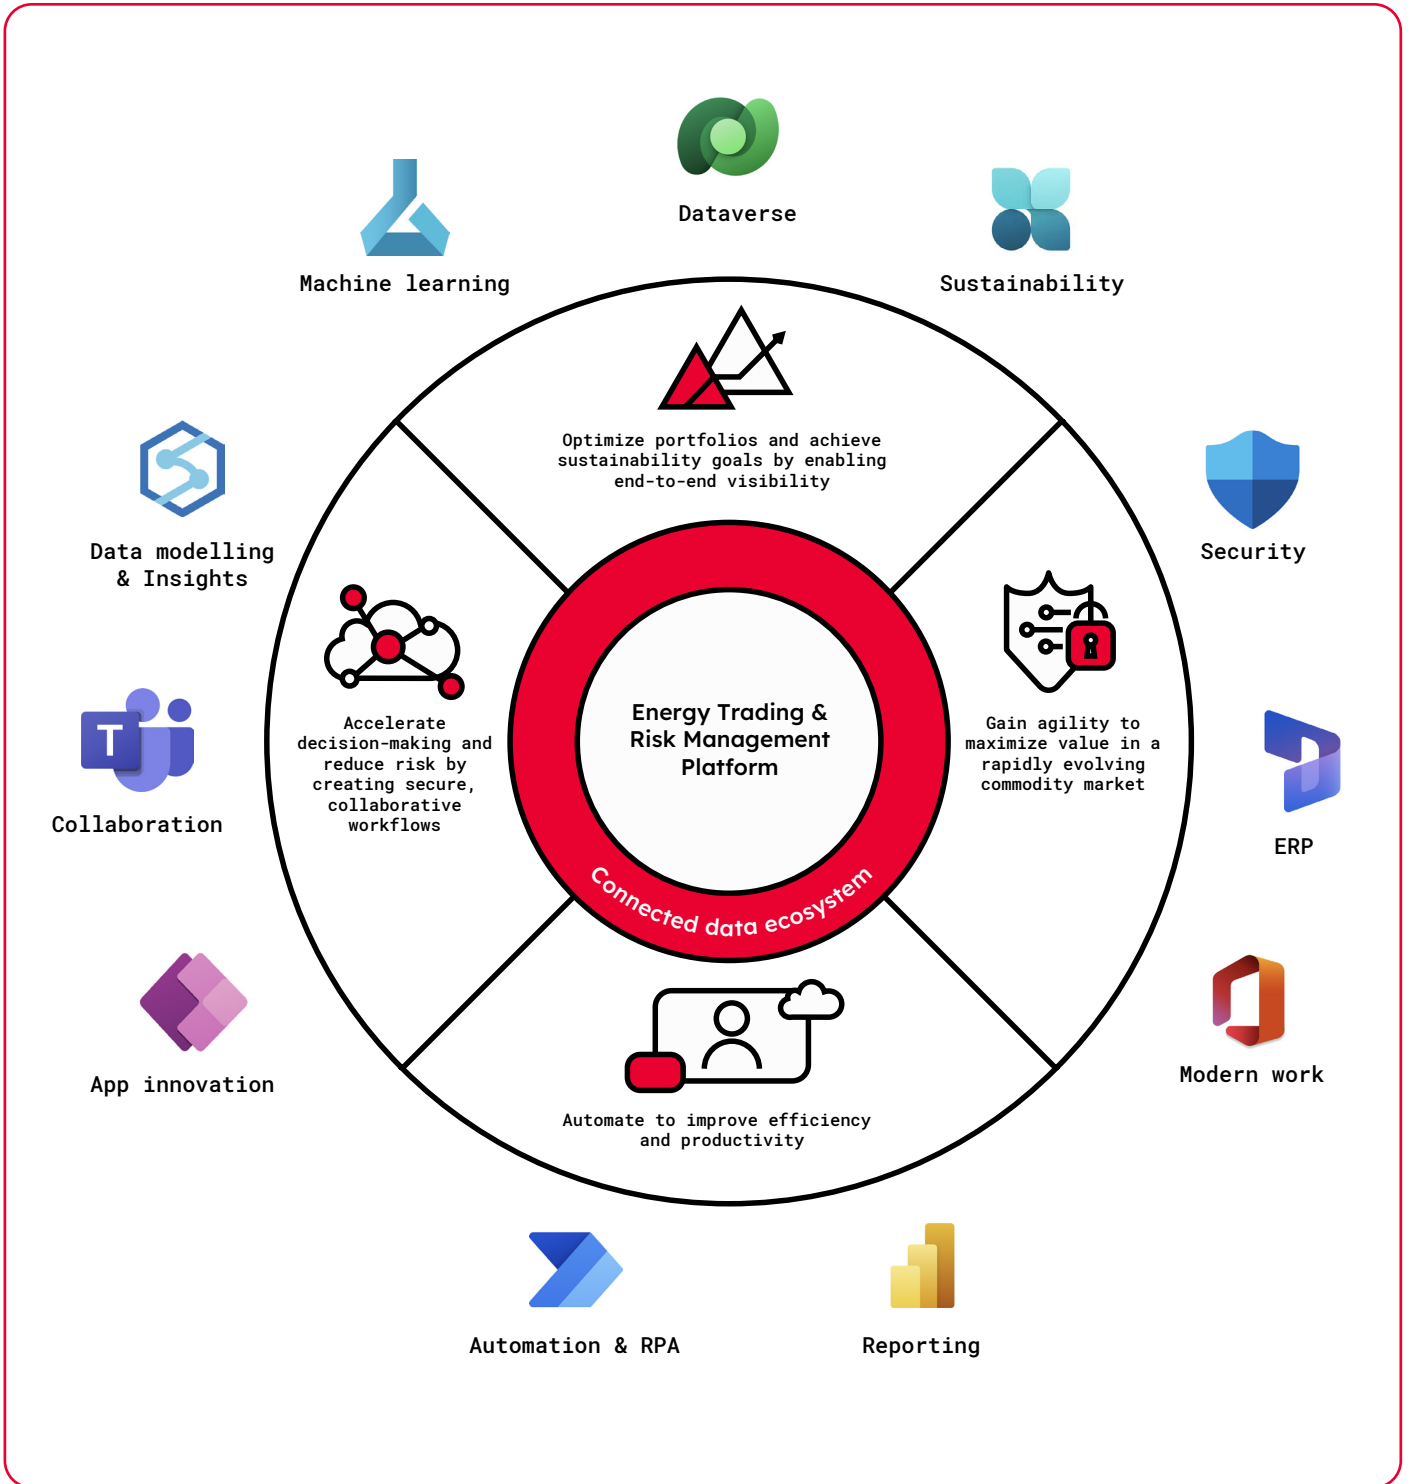 Dataverse
Machine learning
Sustainability
Optimize portfolios and achieve
sustainability goals by enabling
end-to-end visibility
Data modelling
& Insights
Security
Energy Trading &
Risk Management
Platform
Accelerate
decision-making and
reduce risk by
creating secure,
collaborative
workflows
Gain agility to
maximize value in a
rapidly evolving
commodity market
T
Collaboration
ERP
Connected data ecosystem
App innovation
Modern work
Automate to improve efficiency
and productivity
Automation & RPA
Reporting